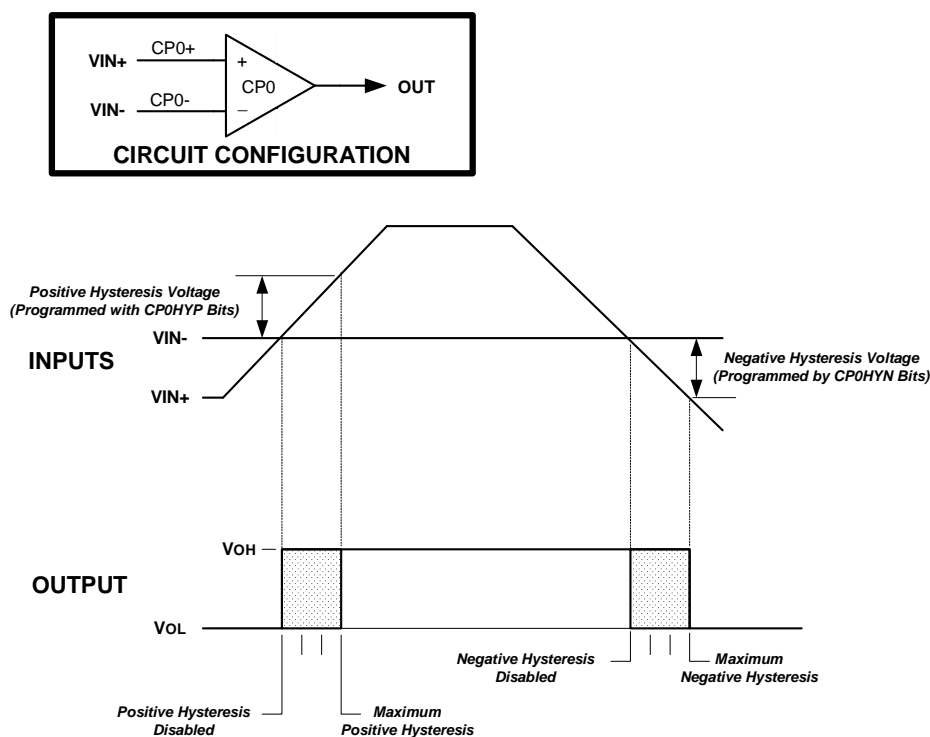 VIN+
CP0+
+
CP0
OUT
VIN-
CP0-
_
CIRCUIT CONFIGURATION
Positive Hysteresis Voltage
(Programmed with CP0HYP Bits)
VIN-
INPUTS
VIN+
Negative Hysteresis Voltage
(Programmed by CP0HYN Bits)
VOH
OUTPUT
VOL
Negative Hysteresis
Disabled
Maximum
Negative Hysteresis
Positive Hysteresis
Disabled
Maximum
Positive Hysteresis